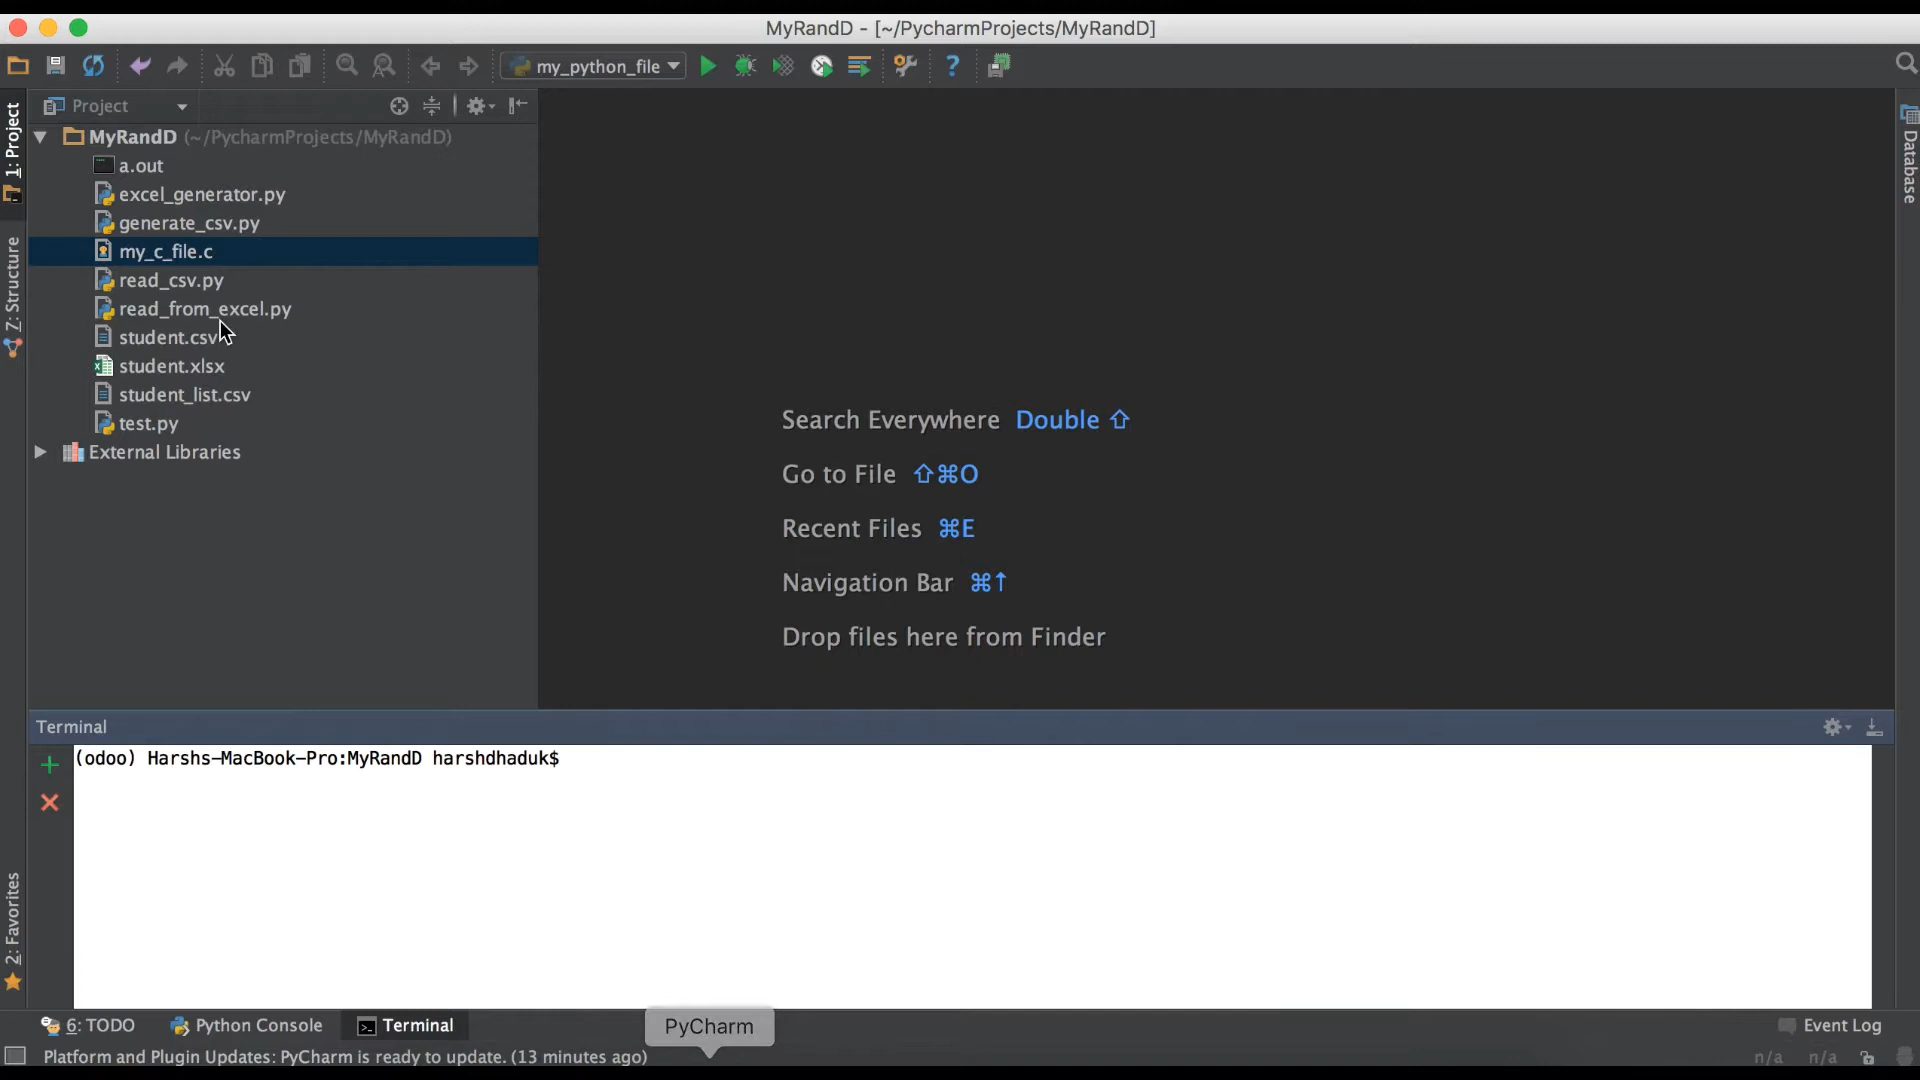 MyRandD - [~/PycharmProjects/MyRandD]
my_python_file
1: Project
Project
MyRandD (~/PycharmProjects/MyRandD)
a.out
excel_generator.py
generate_csv.py
my_c_file.c
read_csv.py
read_from_excel.py
student.csv
student.xlsx
student_list.csv
test.py
External Libraries
7: Structure
2: Favorites
Database
Search Everywhere Double ⇧
Go to File ⇧⌘O
Recent Files ⌘E
Navigation Bar ⌘↑
Drop files here from Finder
Terminal
(odoo) Harshs-MacBook-Pro:MyRandD harshdhaduk$
6: TODO
Python Console
Terminal
PyCharm
Event Log
Platform and Plugin Updates: PyCharm is ready to update. (13 minutes ago)
n/a
n/a